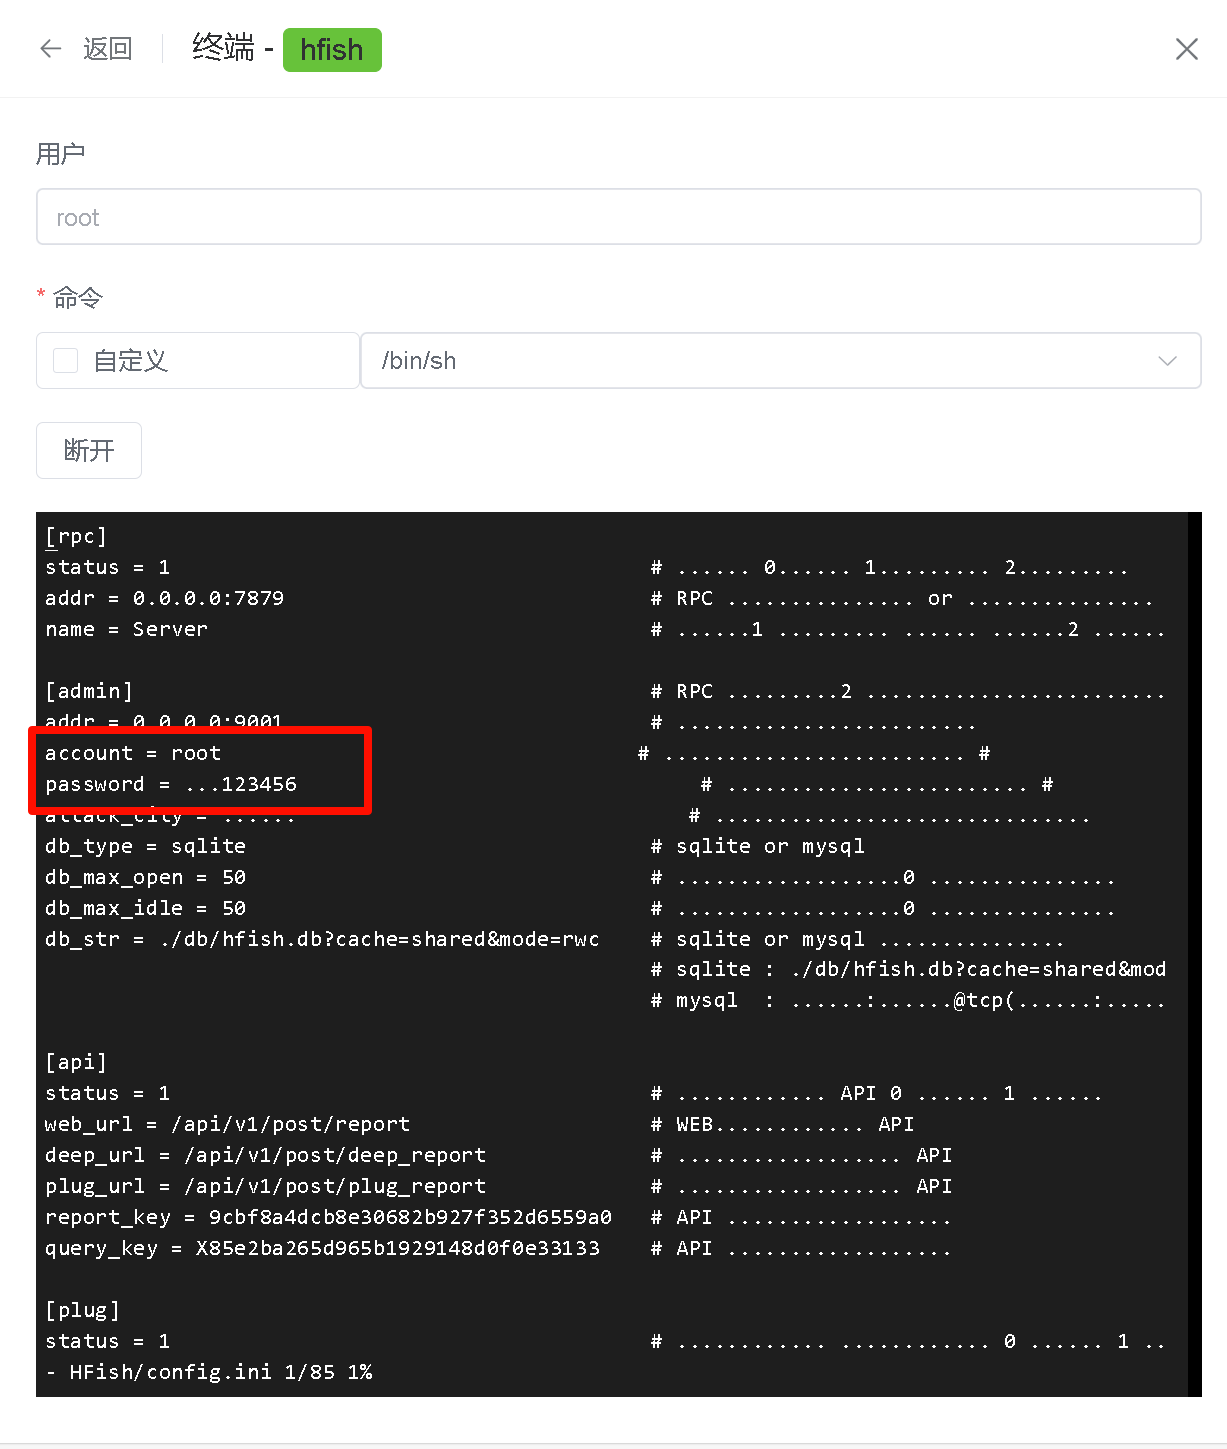 返回 终端 - hfish
用户
root
* 命令
自定义 /bin/sh
断开
[rpc]
status = 1 # ...... 0...... 1......... 2.........
addr = 0.0.0.0:7879 # RPC ............... or ...............
name = Server # ......1 ......... ...... ......2 ......
[admin] # RPC .........2 ........................
addr = 0.0.0.0:9001 # ........................
account = root # ........................ #
password = ...123456 # ........................ #
attack_city = ...... # ..............................
db_type = sqlite # sqlite or mysql
db_max_open = 50 # ..................0 ...............
db_max_idle = 50 # ..................0 ...............
db_str = ./db/hfish.db?cache=shared&mode=rwc # sqlite or mysql ...............
# sqlite : ./db/hfish.db?cache=shared&mod
# mysql : ......:......@tcp(......:.....
[api]
status = 1 # ............ API 0 ...... 1 ......
web_url = /api/v1/post/report # WEB............ API
deep_url = /api/v1/post/deep_report # .................. API
plug_url = /api/v1/post/plug_report # .................. API
report_key = 9cbf8a4dcb8e30682b927f352d6559a0 # API ..................
query_key = X85e2ba265d965b1929148d0f0e33133 # API ..................
[plug]
status = 1 # ............ ............ 0 ...... 1 ..
- HFish/config.ini 1/85 1%